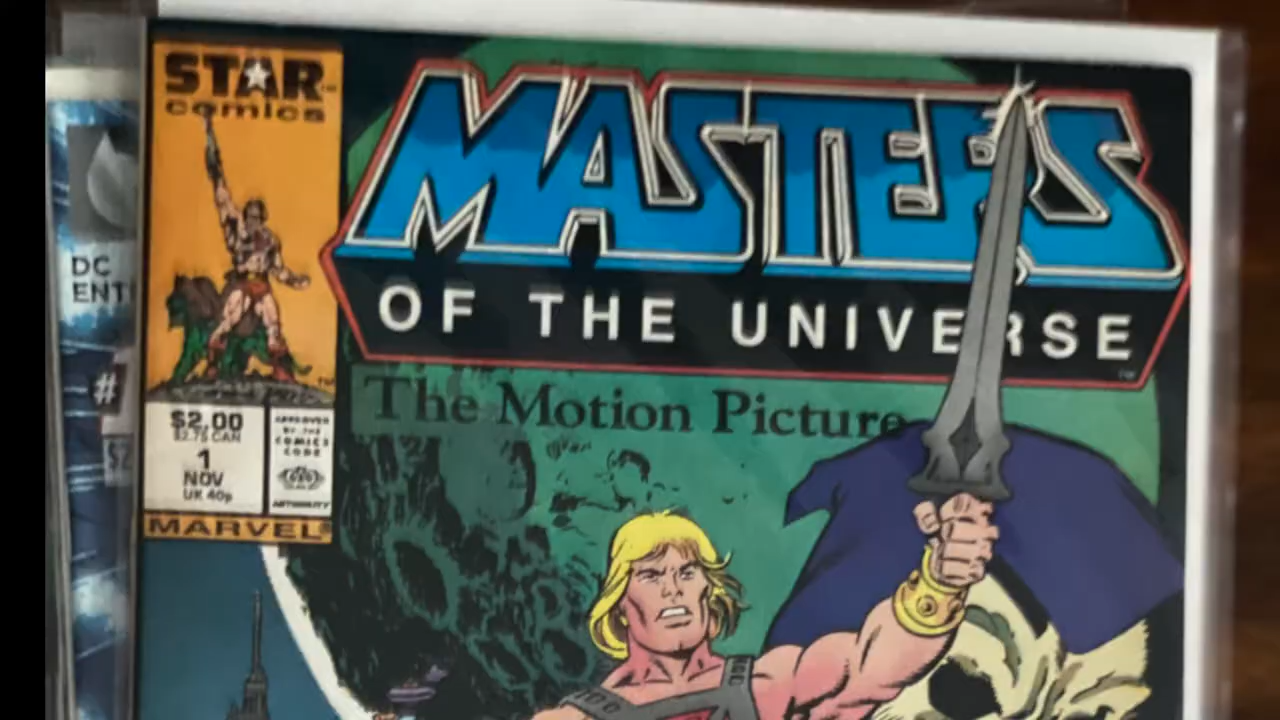 STAR
comics
MASTERS
OF THE UNIVERSE
The Motion Picture
$2.00
$2.75 CAN
1
NOV
UK 40p
APPROVED
BY THE
COMICS
CODE
AUTHORITY
MARVEL
DC
ENT
#
$2